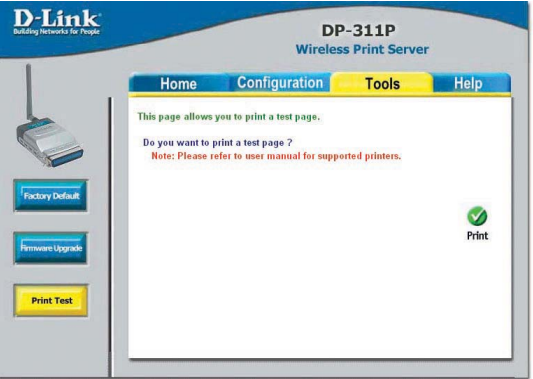 D-Link
Building Networks for People
DP-311P
Wireless Print Server
Home
Configuration
Tools
Help
This page allows you to print a test page.
Do you want to print a test page ?
Note: Please refer to user manual for supported printers.
Factory Default
Firmware Upgrade
Print Test
Print